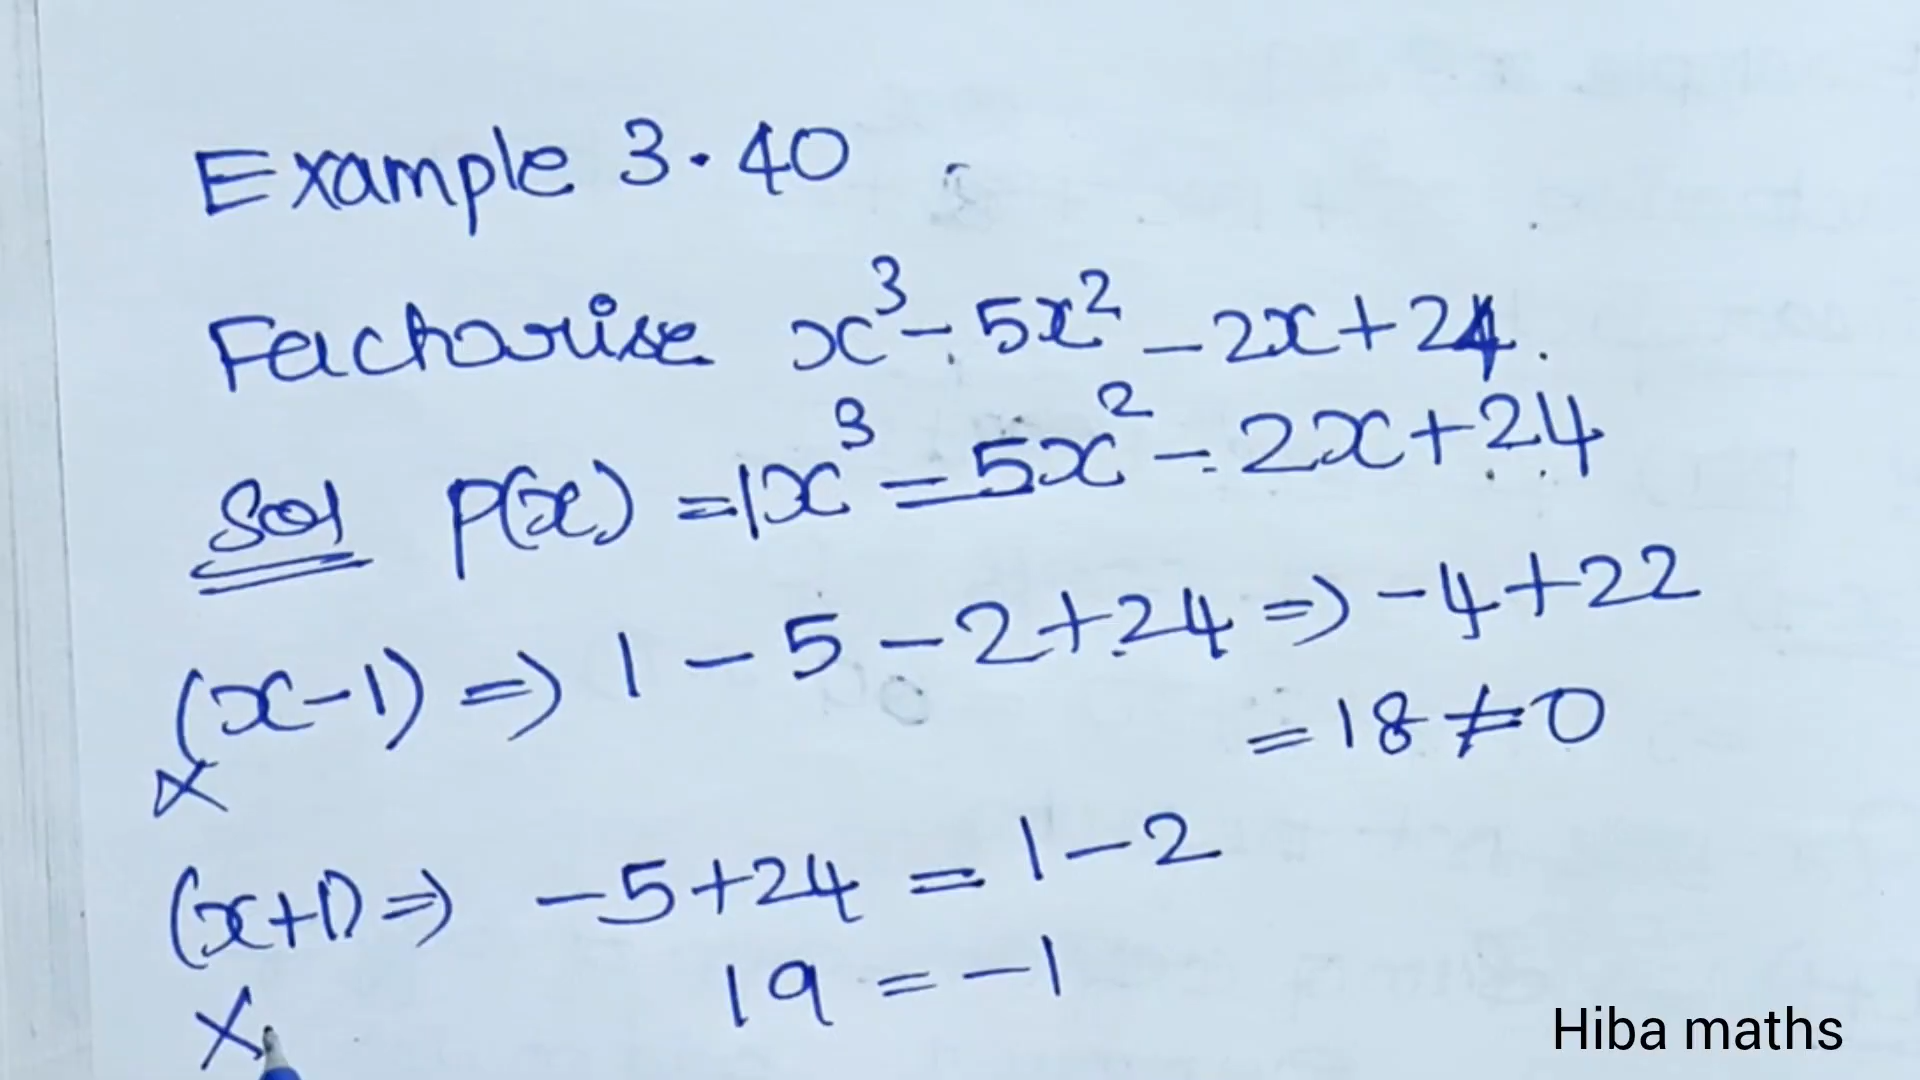 Example 3.40
Factorise x³ - 5x² - 2x + 24.
Sol P(x) = 1x³ - 5x² - 2x + 24
(x-1) => 1 - 5 - 2 + 24 => -4 + 22
= 18 ≠ 0
x
(x+1) => -5 + 24 = 1 - 2
19 = -1
x
Hiba maths